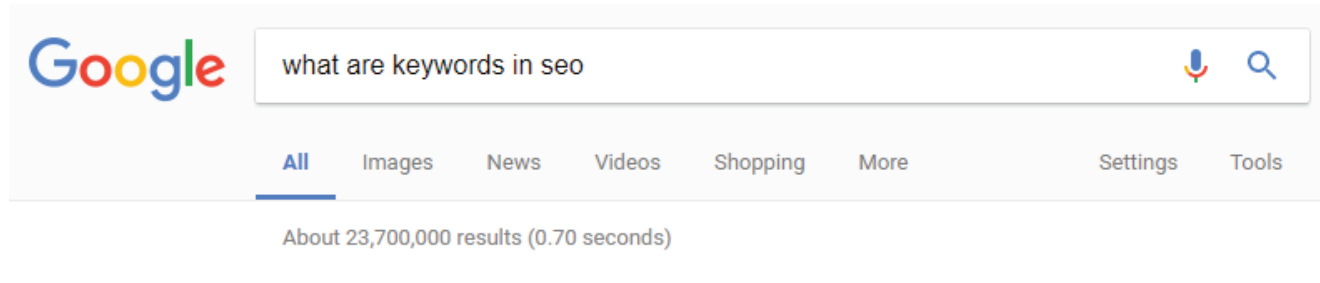 Google what are keywords in seo
All Images News Videos Shopping More Settings Tools
About 23,700,000 results (0.70 seconds)